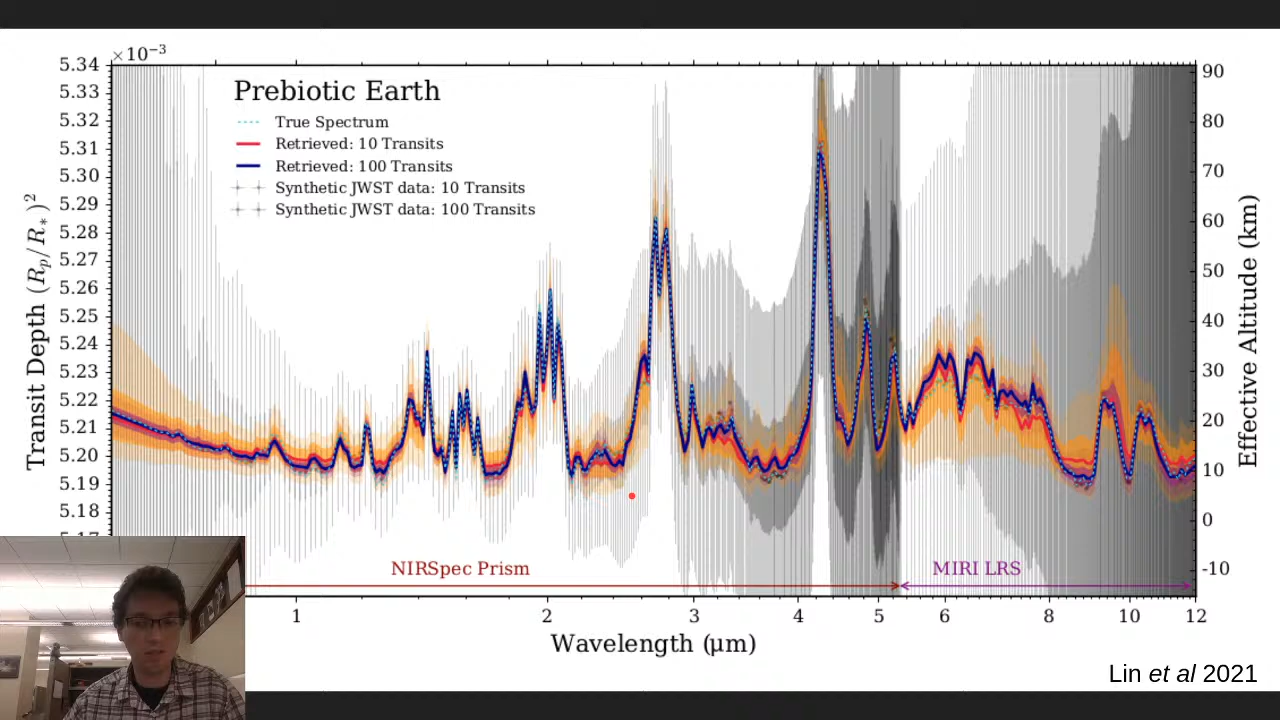 ×10⁻³
5.34
5.33
5.32
5.31
5.30
5.29
5.28
5.27
5.26
5.25
5.24
5.23
5.22
5.21
5.20
5.19
5.18
Transit Depth (Rp/R*)²
Prebiotic Earth
True Spectrum
Retrieved: 10 Transits
Retrieved: 100 Transits
Synthetic JWST data: 10 Transits
Synthetic JWST data: 100 Transits
90
80
70
60
50
40
30
20
10
0
-10
Effective Altitude (km)
NIRSpec Prism
MIRI LRS
1 2 3 4 5 6 8 10 12
Wavelength (μm)
Lin et al 2021